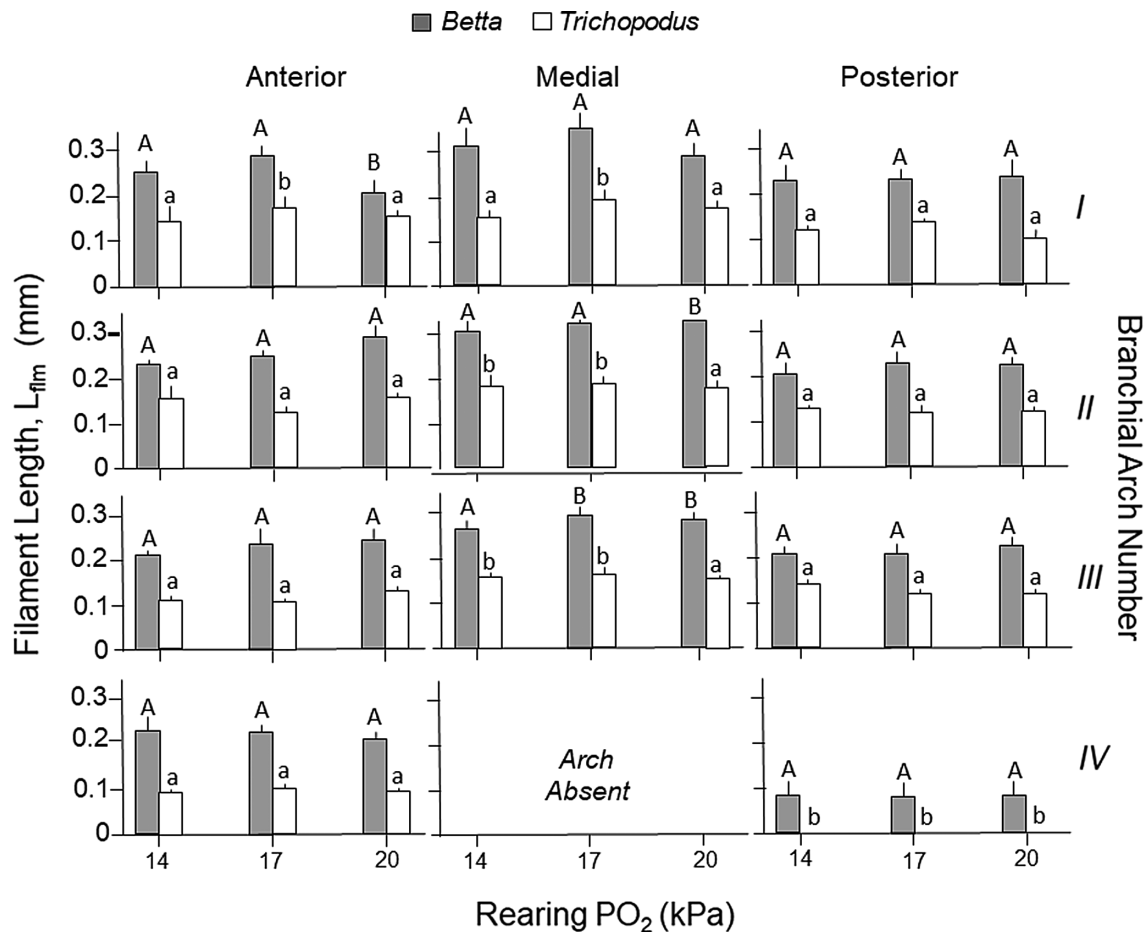 Betta Trichopodus
Anterior Medial Posterior
Filament Length, Lflm (mm)
Branchial Arch Number
0.3
0.2
0.1
0
A a A b B a
A a A b A a
A a A a A a
I
0.3
0.2
0.1
0
A a A a A a
A b A b B a
A a A a A a
II
0.3
0.2
0.1
0
A a A a A a
A b B b B a
A a A a A a
III
0.3
0.2
0.1
0
A a A a A a
Arch
Absent
A b A b A b
IV
14 17 20 14 17 20 14 17 20
Rearing PO2 (kPa)